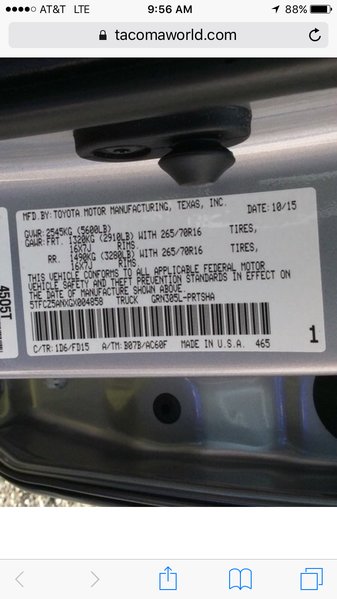 AT&T LTE 9:56 AM 88%
tacomaworld.com
MFD.BY:TOYOTA MOTOR MANUFACTURING, TEXAS, INC.
DATE: 10/15
GVWR: 2545KG (5600LB)
GAWR:FRT. 1320KG (2910LB) WITH 265/70R16 TIRES,
16X7J RIMS
RR. 1490KG (3280LB) WITH 265/70R16 TIRES,
16X7J RIMS
THIS VEHICLE CONFORMS TO ALL APPLICABLE FEDERAL MOTOR
VEHICLE SAFETY AND THEFT PREVENTION STANDARDS IN EFFECT ON
THE DATE OF MANUFACTURE SHOWN ABOVE.
5TFCZ5ANXGX004858 TRUCK GRN305L-PRTSHA
C/TR: 1D6/FD15 A/TM: B07B/AC60F MADE IN U.S.A. 465
1
4505T